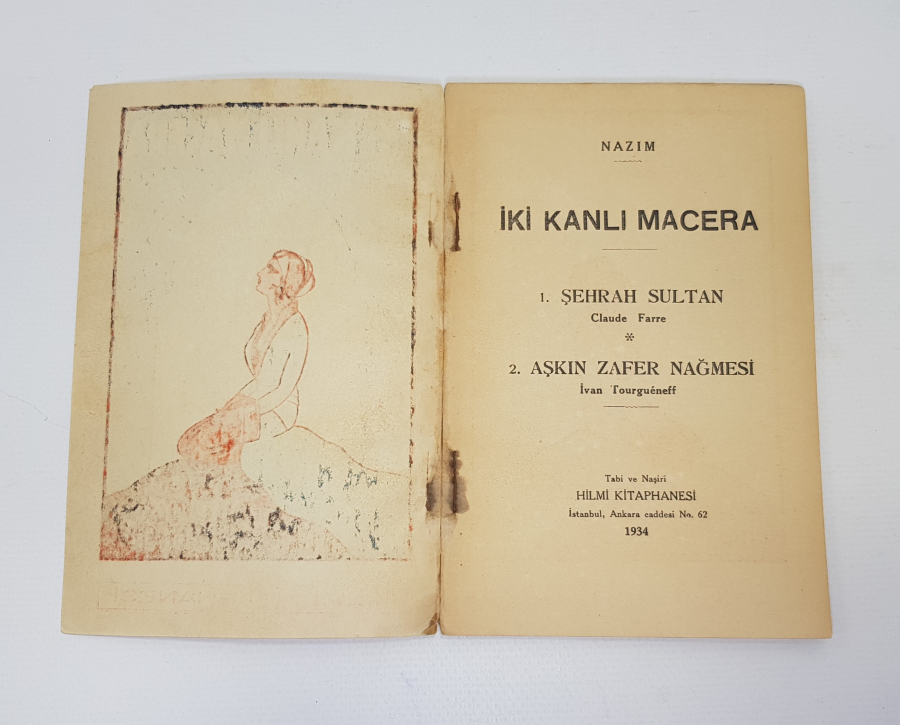 NAZIM
İKİ KANLI MACERA
1. ŞEHRAH SULTAN
Claude Farre
*
2. AŞKIN ZAFER NAĞMESİ
İvan Tourguéneff
Tabi ve Naşiri
HİLMİ KİTAPHANESİ
İstanbul, Ankara caddesi No. 62
1934